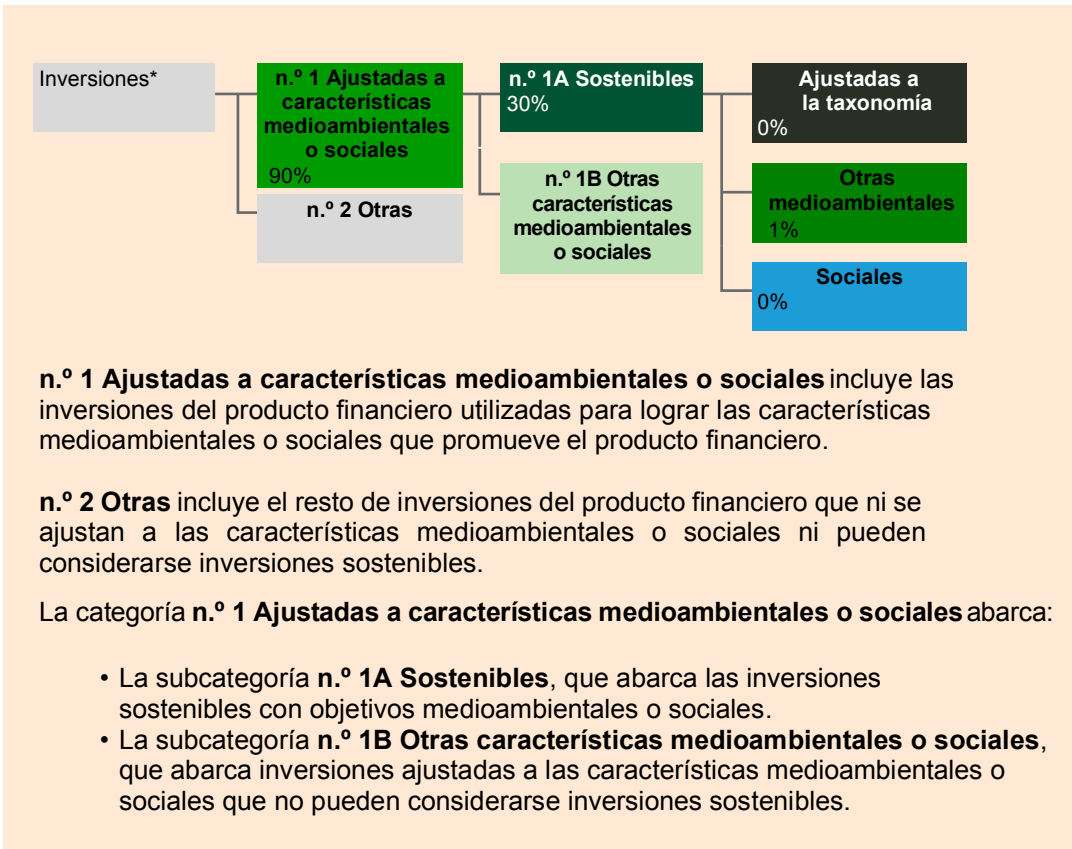 Inversiones*
n.º 1 Ajustadas a
características
medioambientales
o sociales
90%
n.º 2 Otras
n.º 1A Sostenibles
30%
n.º 1B Otras
características
medioambientales
o sociales
Ajustadas a
la taxonomía
0%
Otras
medioambientales
1%
Sociales
0%
n.º 1 Ajustadas a características medioambientales o sociales incluye las
inversiones del producto financiero utilizadas para lograr las características
medioambientales o sociales que promueve el producto financiero.
n.º 2 Otras incluye el resto de inversiones del producto financiero que ni se
ajustan a las características medioambientales o sociales ni pueden
considerarse inversiones sostenibles.
La categoría n.º 1 Ajustadas a características medioambientales o sociales abarca:
• La subcategoría n.º 1A Sostenibles, que abarca las inversiones
sostenibles con objetivos medioambientales o sociales.
• La subcategoría n.º 1B Otras características medioambientales o sociales,
que abarca inversiones ajustadas a las características medioambientales o
sociales que no pueden considerarse inversiones sostenibles.